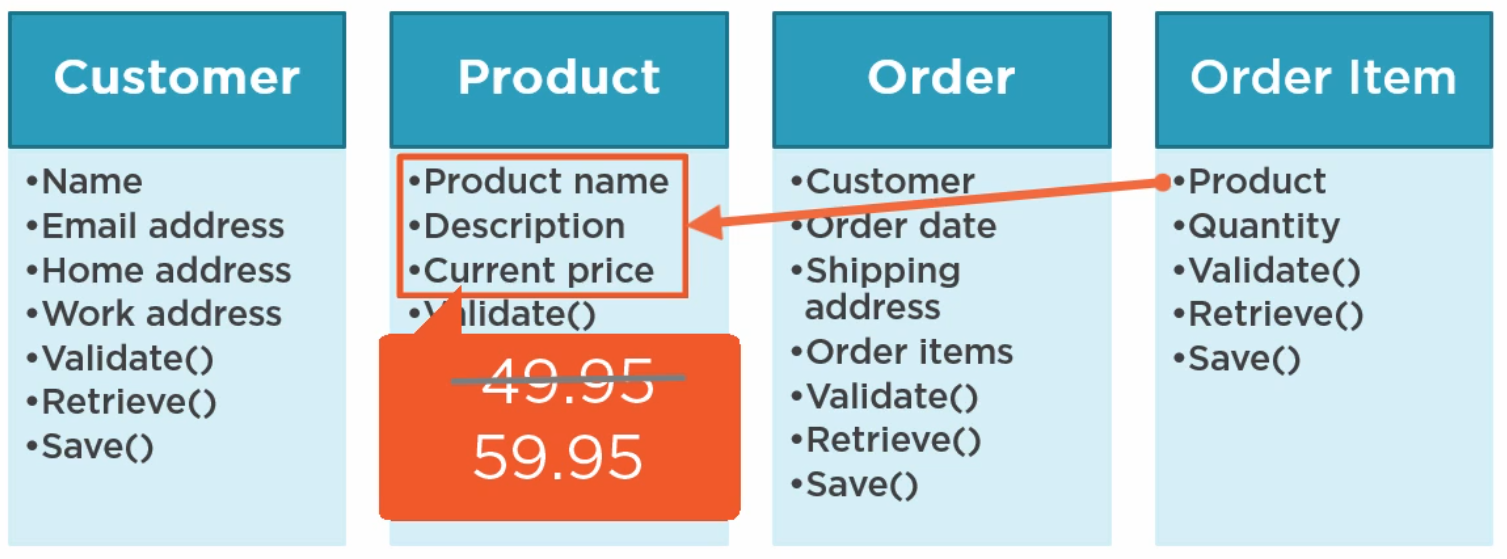 Customer
•Name
•Email address
•Home address
•Work address
•Validate()
•Retrieve()
•Save()
Product
•Product name
•Description
•Current price
•Validate()
49.95
59.95
Order
•Customer
•Order date
•Shipping
address
•Order items
•Validate()
•Retrieve()
•Save()
Order Item
•Product
•Quantity
•Validate()
•Retrieve()
•Save()